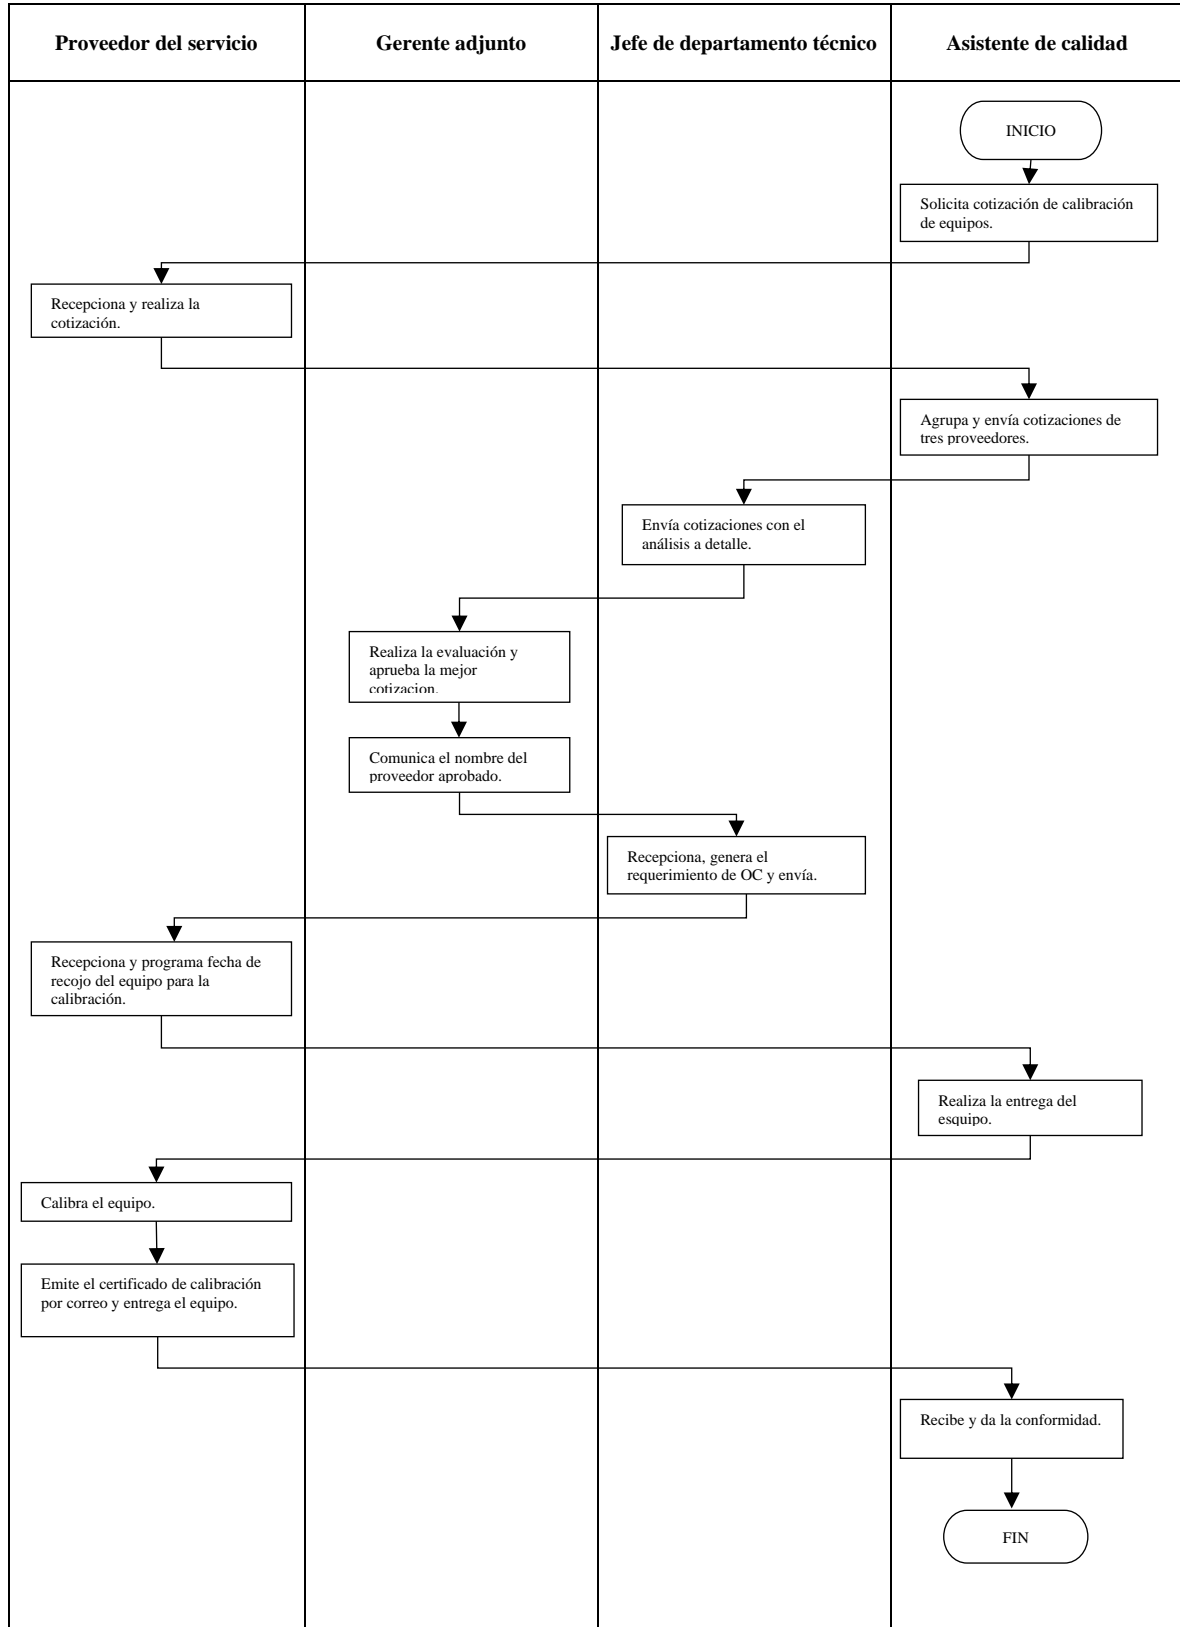 Proveedor del servicio
Gerente adjunto
Jefe de departamento técnico
Asistente de calidad
INICIO
Solicita cotización de calibración
de equipos.
Recepciona y realiza la
cotización.
Agrupa y envía cotizaciones de
tres proveedores.
Envía cotizaciones con el
análisis a detalle.
Realiza la evaluación y
aprueba la mejor
cotizacion.
Comunica el nombre del
proveedor aprobado.
Recepciona, genera el
requerimiento de OC y envía.
Recepciona y programa fecha de
recojo del equipo para la
calibración.
Realiza la entrega del
esquipo.
Calibra el equipo.
Emite el certificado de calibración
por correo y entrega el equipo.
Recibe y da la conformidad.
FIN